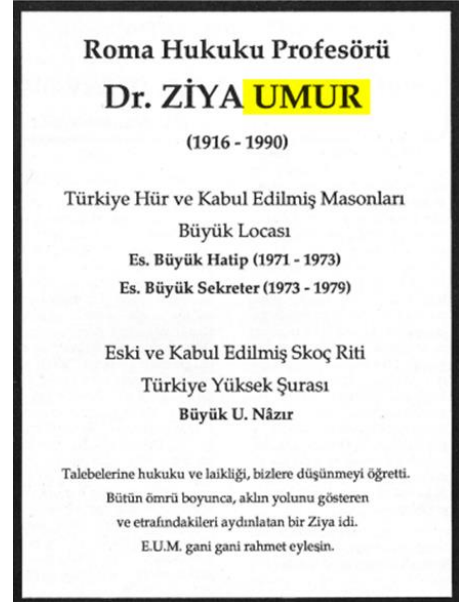 Roma Hukuku Profesörü
Dr. ZİYA UMUR
(1916 - 1990)
Türkiye Hür ve Kabul Edilmiş Masonları
Büyük Locası
Es. Büyük Hatip (1971 - 1973)
Es. Büyük Sekreter (1973 - 1979)
Eski ve Kabul Edilmiş Skoç Riti
Türkiye Yüksek Şurası
Büyük U. Nâzır
Talebelerine hukuku ve laikliği, bizlere düşünmeyi öğretti.
Bütün ömrü boyunca, aklın yolunu gösteren
ve etrafındakileri aydınlatan bir Ziya idi.
E.U.M. gani gani rahmet eylesin.